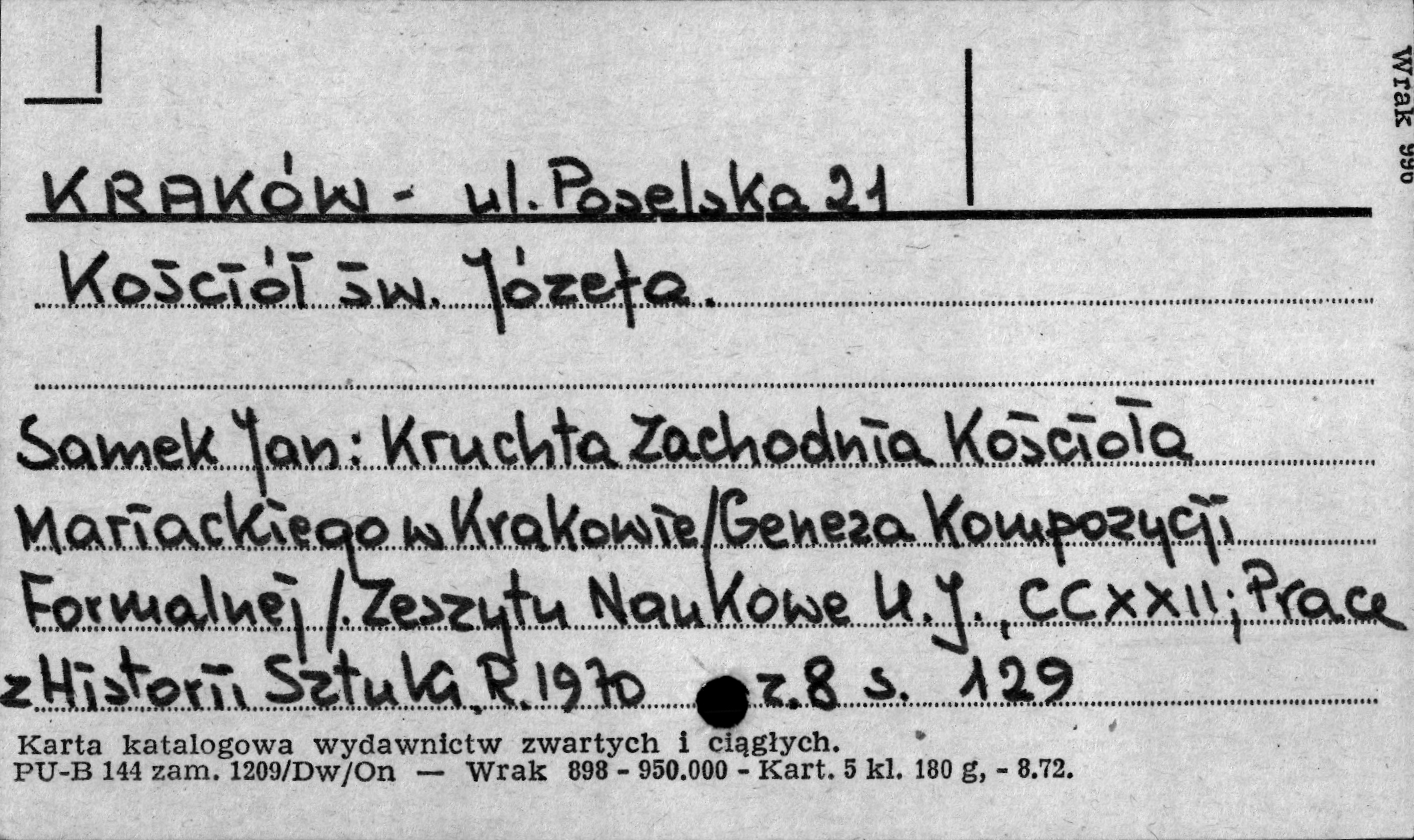 Wrak 996
KRAKÓW - ul. Poselska 21
Kościół św. Józefa.
Samek Jan: Kruchta Zachodnia Kościoła
Mariackiego w Krakowie/Geneza Kompozycji
Formalnej/. Zeszyty Naukowe U.J., CCXXII; Prace
z Historii Sztuki, R. 1970 z. 8 s. 129
Karta katalogowa wydawnictw zwartych i ciągłych.
PU-B 144 zam. 1209/Dw/On — Wrak 898 - 950.000 - Kart. 5 kl. 180 g, - 8.72.